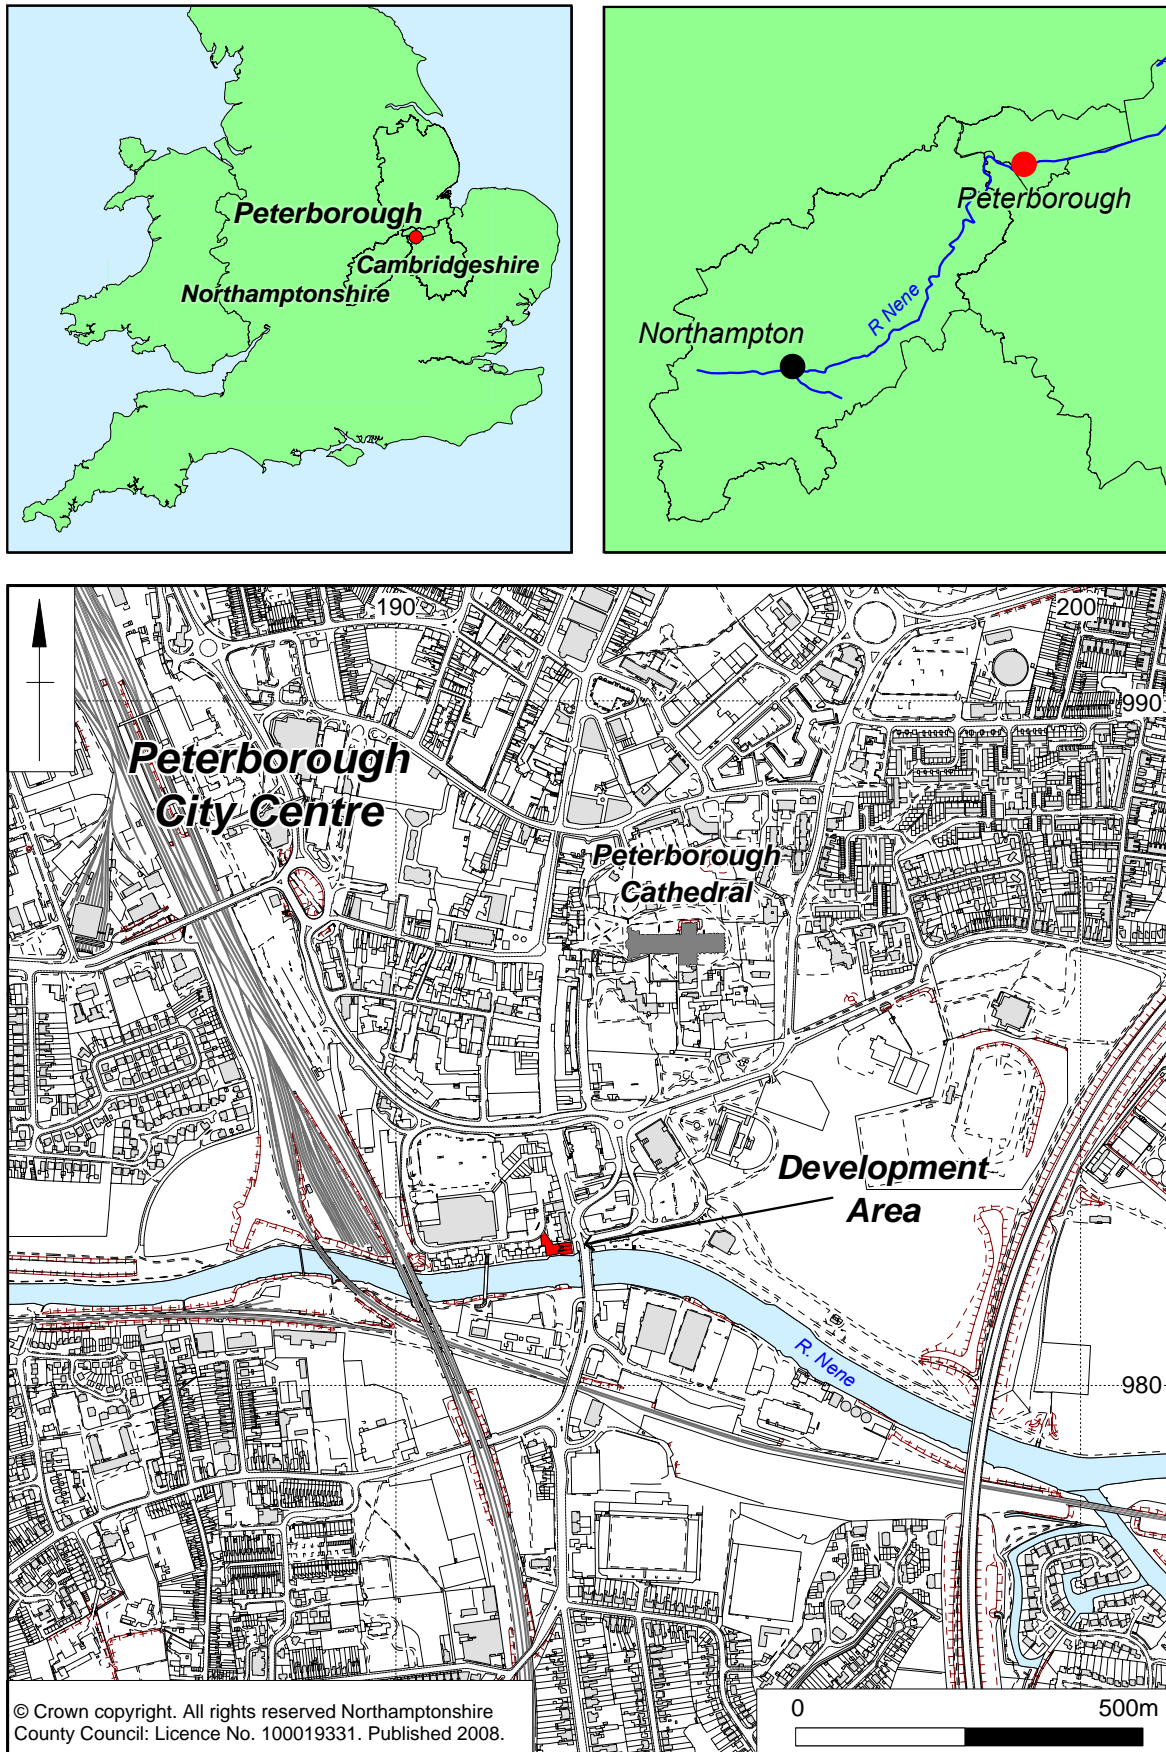 Peterborough
Cambridgeshire
Northamptonshire
Peterborough
R Nene
Northampton
190
200
990
Peterborough
City Centre
Peterborough
Cathedral
Development
Area
R. Nene
980
© Crown copyright. All rights reserved Northamptonshire
County Council: Licence No. 100019331. Published 2008.
0
500m